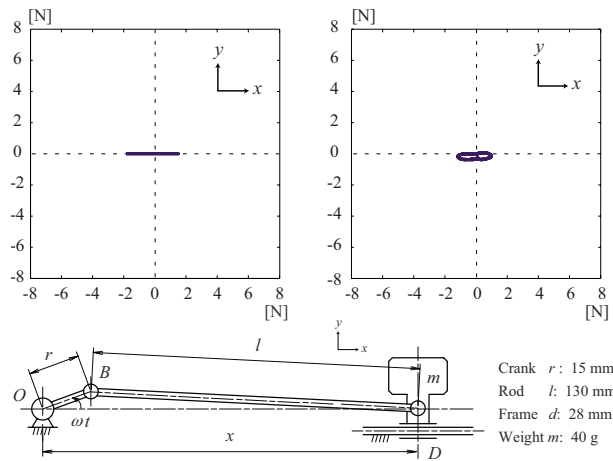 [N]
8
6
4
2
0
-2
-4
-6
-8
-8 -6 -4 -2 0 2 4 6 8
[N]
y
x
[N]
8
6
4
2
0
-2
-4
-6
-8
-8 -6 -4 -2 0 2 4 6 8
[N]
y
x
y
x
r
l
O
B
m
ωt
x
D
Crank r : 15 mm
Rod l: 130 mm
Frame d: 28 mm
Weight m: 40 g